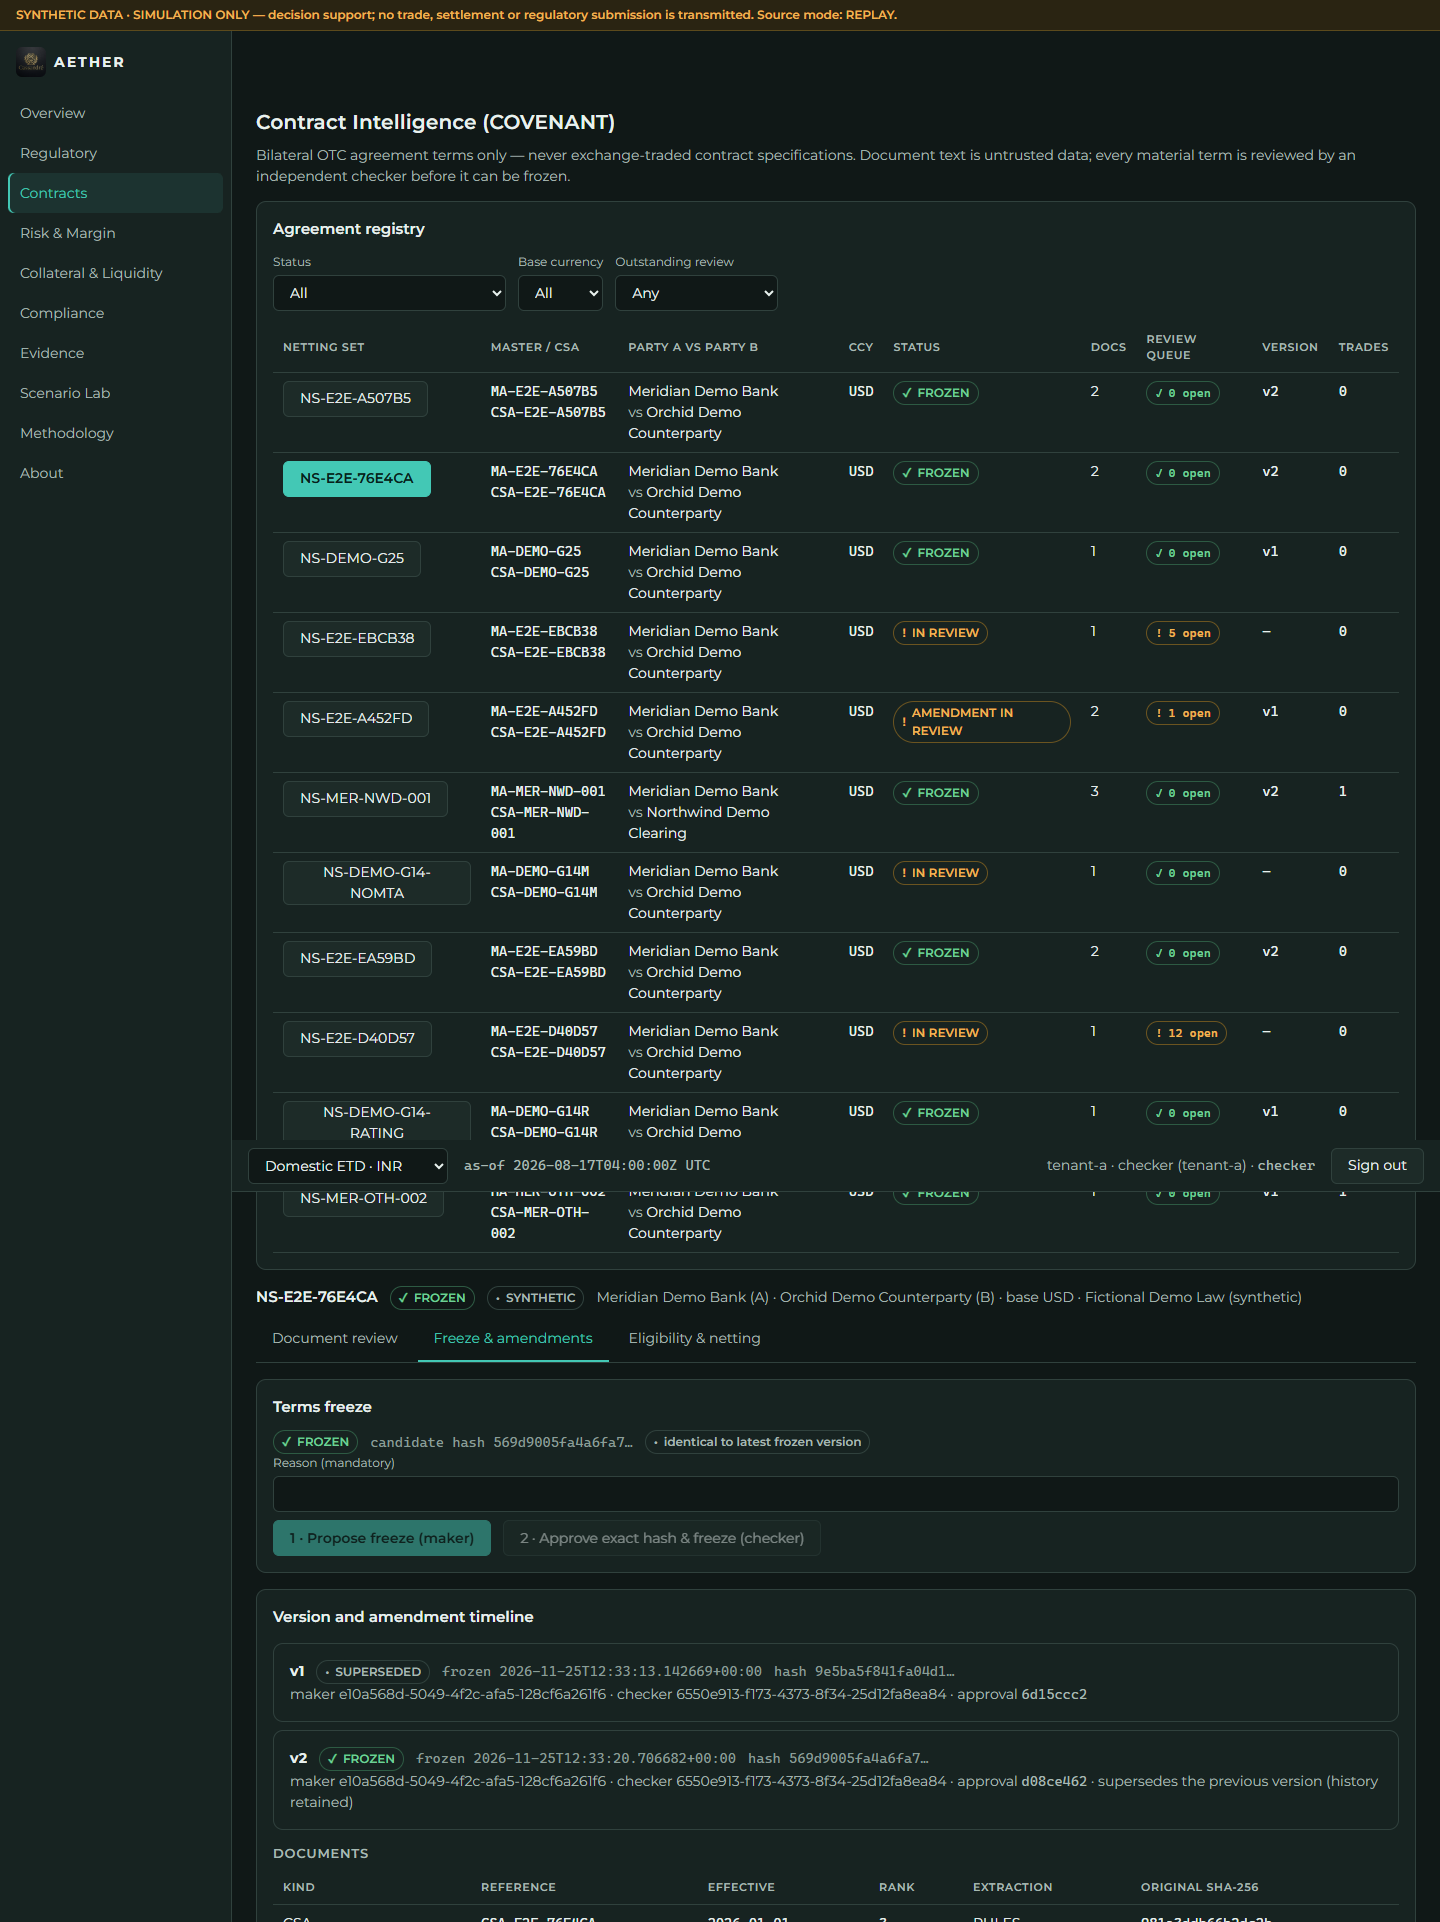 SYNTHETIC DATA · SIMULATION ONLY — decision support; no trade, settlement or regulatory submission is transmitted. Source mode: REPLAY.
AETHER
Overview
Regulatory
Contracts
Risk & Margin
Collateral & Liquidity
Compliance
Evidence
Scenario Lab
Methodology
About
Contract Intelligence (COVENANT)
Bilateral OTC agreement terms only — never exchange-traded contract specifications. Document text is untrusted data; every material term is reviewed by an
independent checker before it can be frozen.
Agreement registry
Status Base currency Outstanding review
All All Any
NETTING SET MASTER / CSA PARTY A VS PARTY B CCY STATUS DOCS REVIEW QUEUE VERSION TRADES
NS-E2E-A507B5 MA-E2E-A507B5 Meridian Demo Bank USD ✓ FROZEN 2 ✓ 0 open v2 0
CSA-E2E-A507B5 vs Orchid Demo
Counterparty
NS-E2E-76E4CA MA-E2E-76E4CA Meridian Demo Bank USD ✓ FROZEN 2 ✓ 0 open v2 0
CSA-E2E-76E4CA vs Orchid Demo
Counterparty
NS-DEMO-G25 MA-DEMO-G25 Meridian Demo Bank USD ✓ FROZEN 1 ✓ 0 open v1 0
CSA-DEMO-G25 vs Orchid Demo
Counterparty
NS-E2E-EBCB38 MA-E2E-EBCB38 Meridian Demo Bank USD ! IN REVIEW 1 ! 5 open — 0
CSA-E2E-EBCB38 vs Orchid Demo
Counterparty
NS-E2E-A452FD MA-E2E-A452FD Meridian Demo Bank USD ! AMENDMENT IN REVIEW 2 ! 1 open v1 0
CSA-E2E-A452FD vs Orchid Demo
Counterparty
NS-MER-NWD-001 MA-MER-NWD-001 Meridian Demo Bank USD ✓ FROZEN 3 ✓ 0 open v2 1
CSA-MER-NWD- vs Northwind Demo
001 Clearing
NS-DEMO-G14-NOMTA MA-DEMO-G14M Meridian Demo Bank USD ! IN REVIEW 1 ✓ 0 open — 0
CSA-DEMO-G14M vs Orchid Demo
Counterparty
NS-E2E-EA59BD MA-E2E-EA59BD Meridian Demo Bank USD ✓ FROZEN 2 ✓ 0 open v2 0
CSA-E2E-EA59BD vs Orchid Demo
Counterparty
NS-E2E-D40D57 MA-E2E-D40D57 Meridian Demo Bank USD ! IN REVIEW 1 ! 12 open — 0
CSA-E2E-D40D57 vs Orchid Demo
Counterparty
NS-DEMO-G14-RATING MA-DEMO-G14R Meridian Demo Bank USD ✓ FROZEN 1 ✓ 0 open v1 0
CSA-DEMO-G14R vs Orchid Demo
Domestic ETD · INR as-of 2026-08-17T04:00:00Z UTC tenant-a · checker (tenant-a) · checker Sign out
NS-MER-OTH-002 MA-MER-OTH-002 USD ✓ FROZEN 1 ✓ 0 open v1 1
CSA-MER-OTH- vs Orchid Demo
002 Counterparty
NS-E2E-76E4CA ✓ FROZEN • SYNTHETIC Meridian Demo Bank (A) · Orchid Demo Counterparty (B) · base USD · Fictional Demo Law (synthetic)
Document review Freeze & amendments Eligibility & netting
Terms freeze
✓ FROZEN candidate hash 569d9005fa4a6fa7… • identical to latest frozen version
Reason (mandatory)
1 · Propose freeze (maker) 2 · Approve exact hash & freeze (checker)
Version and amendment timeline
v1 • SUPERSEDED frozen 2026-11-25T12:33:13.142669+00:00 hash 9e5ba5f841fa04d1…
maker e10a568d-5049-4f2c-afa5-128cf6a261f6 · checker 6550e913-f173-4373-8f34-25d12fa8ea84 · approval 6d15ccc2
v2 ✓ FROZEN frozen 2026-11-25T12:33:20.706682+00:00 hash 569d9005fa4a6fa7…
maker e10a568d-5049-4f2c-afa5-128cf6a261f6 · checker 6550e913-f173-4373-8f34-25d12fa8ea84 · approval d08ce462 · supersedes the previous version (history
retained)
DOCUMENTS
KIND REFERENCE EFFECTIVE RANK EXTRACTION ORIGINAL SHA-256
CSA CSA-E2E-76E4CA 2026-01-01 RULES